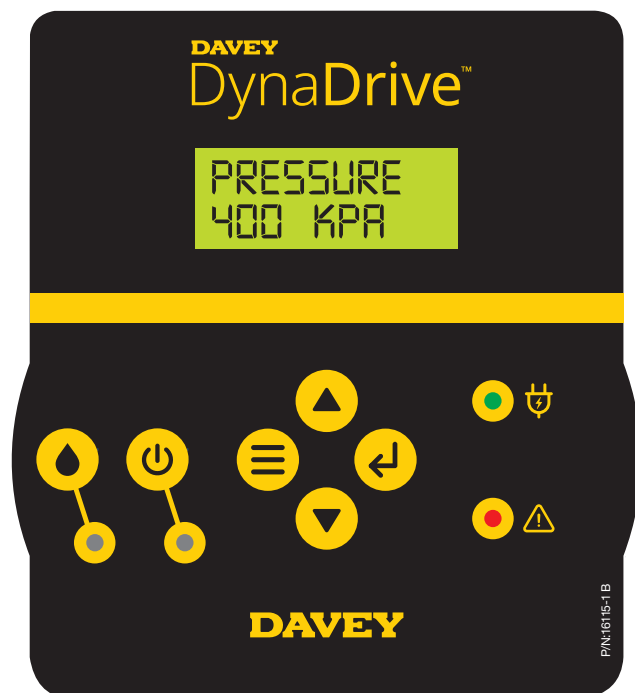 DAVEY
DynaDrive™
PRESSURE
400 KPA
DAVEY
P/N:16115-1 B